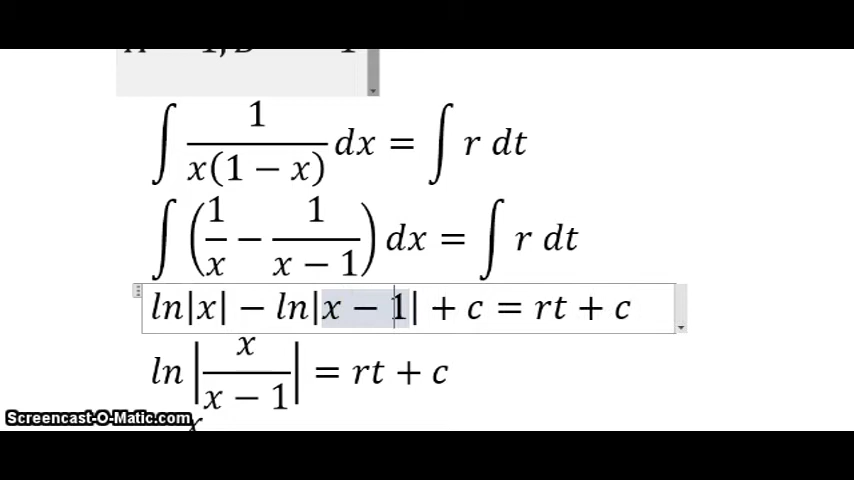 ∫ 1/(x(1 − x)) dx = ∫ r dt
∫ (1/x − 1/(x − 1)) dx = ∫ r dt
ln|x| − ln|x − 1| + c = rt + c
ln |x/(x − 1)| = rt + c
Screencast-O-Matic.com